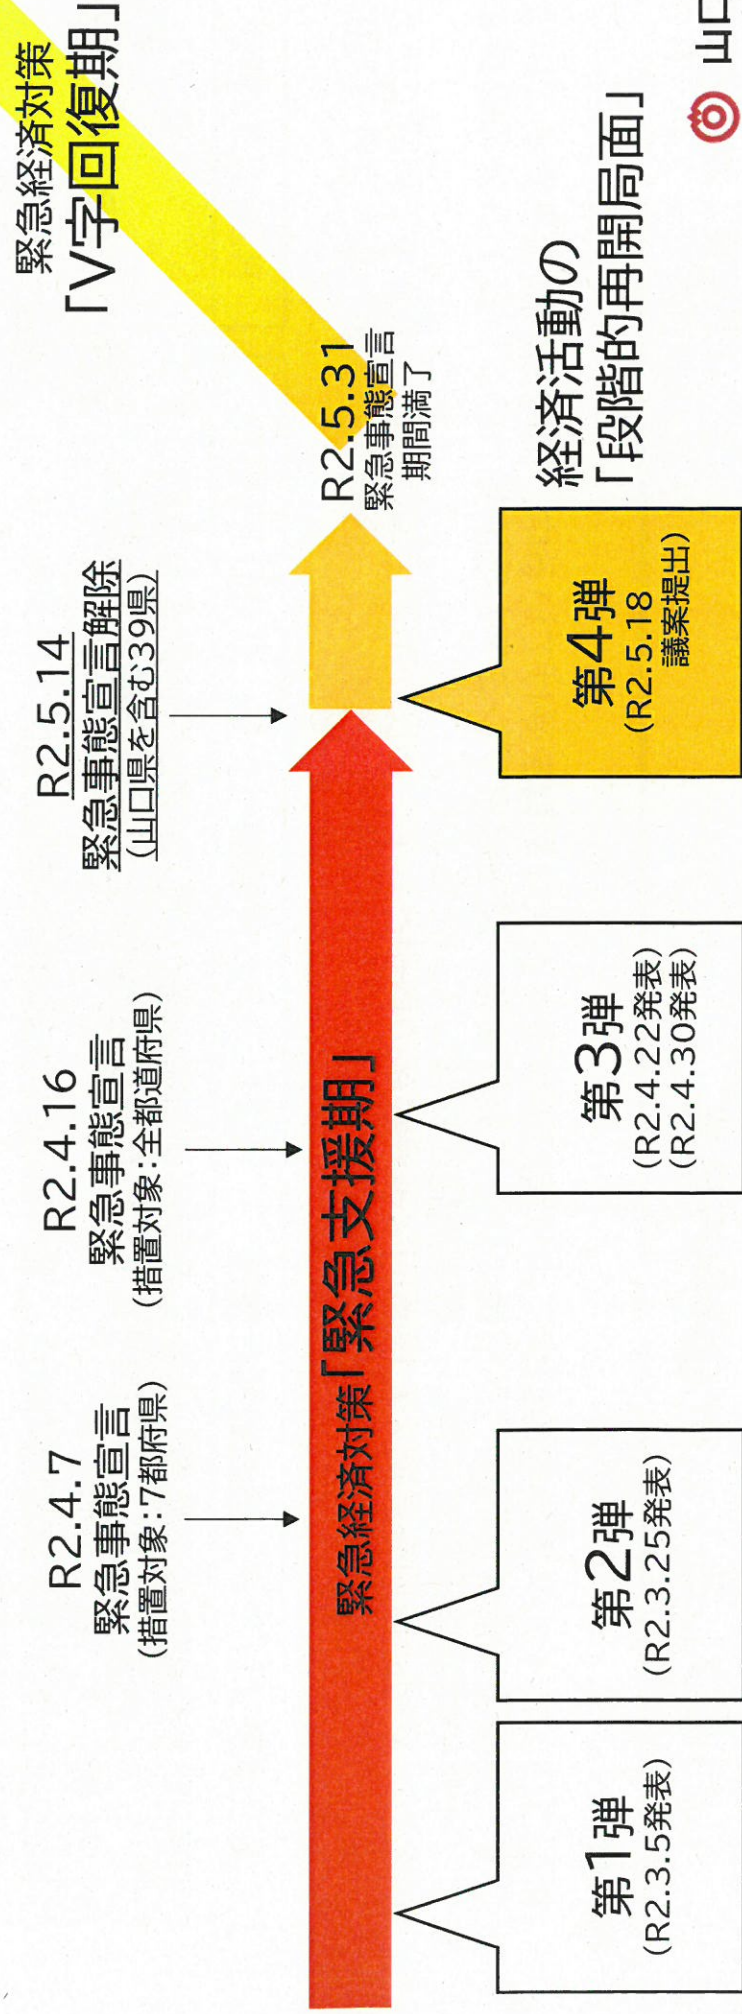 R2.4.7
緊急事態宣言
(措置対象:7都府県)
R2.4.16
緊急事態宣言
(措置対象:全都道府県)
R2.5.14
緊急事態宣言解除
(山口県を含む39県)
緊急経済対策
「V字回復期」
緊急経済対策「緊急支援期」
R2.5.31
緊急事態宣言
期間満了
第1弾
(R2.3.5発表)
第2弾
(R2.3.25発表)
第3弾
(R2.4.22発表)
(R2.4.30発表)
第4弾
(R2.5.18
議案提出)
経済活動の
「段階的再開局面」
山口